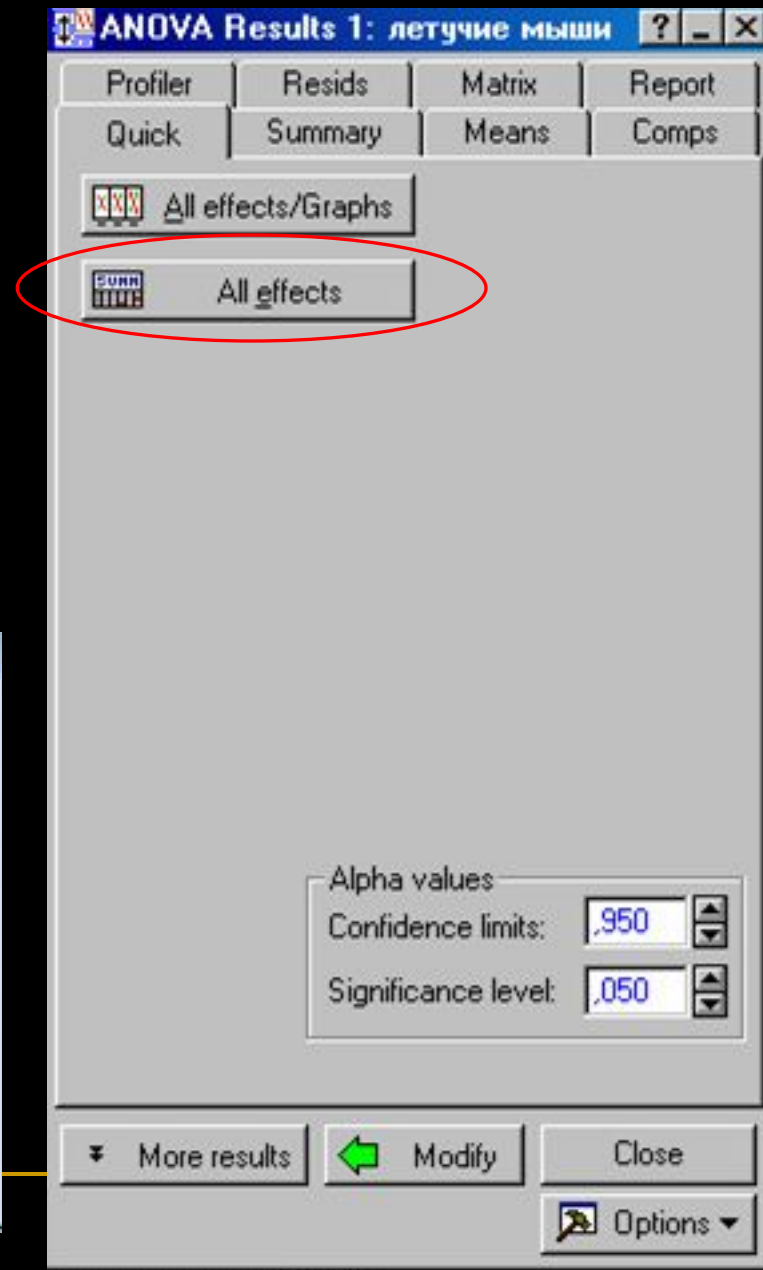 ANOVA Results 1: летучие мыши
Profiler Resids Matrix Report
Quick Summary Means Comps
All effects/Graphs
SUMM All effects
Alpha values
Confidence limits: ,950
Significance level: ,050
More results Modify Close
Options